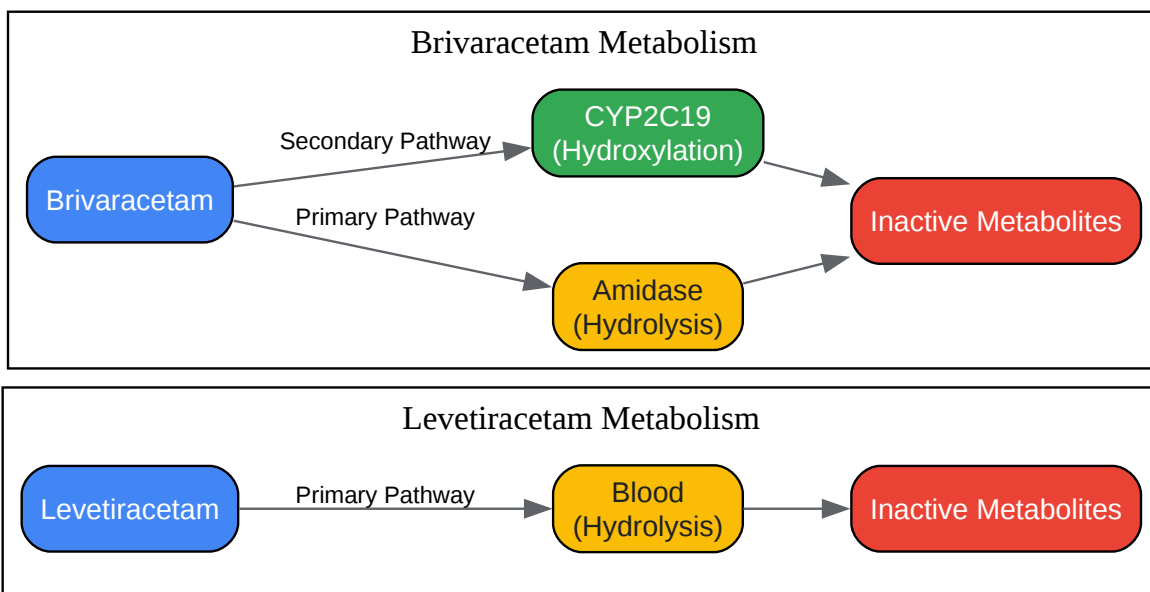 Brivaracetam Metabolism
CYP2C19
(Hydroxylation)
Secondary Pathway
Brivaracetam
Primary Pathway
Inactive Metabolites
Amidase
(Hydrolysis)
Levetiracetam Metabolism
Levetiracetam
Primary Pathway
Blood
(Hydrolysis)
Inactive Metabolites